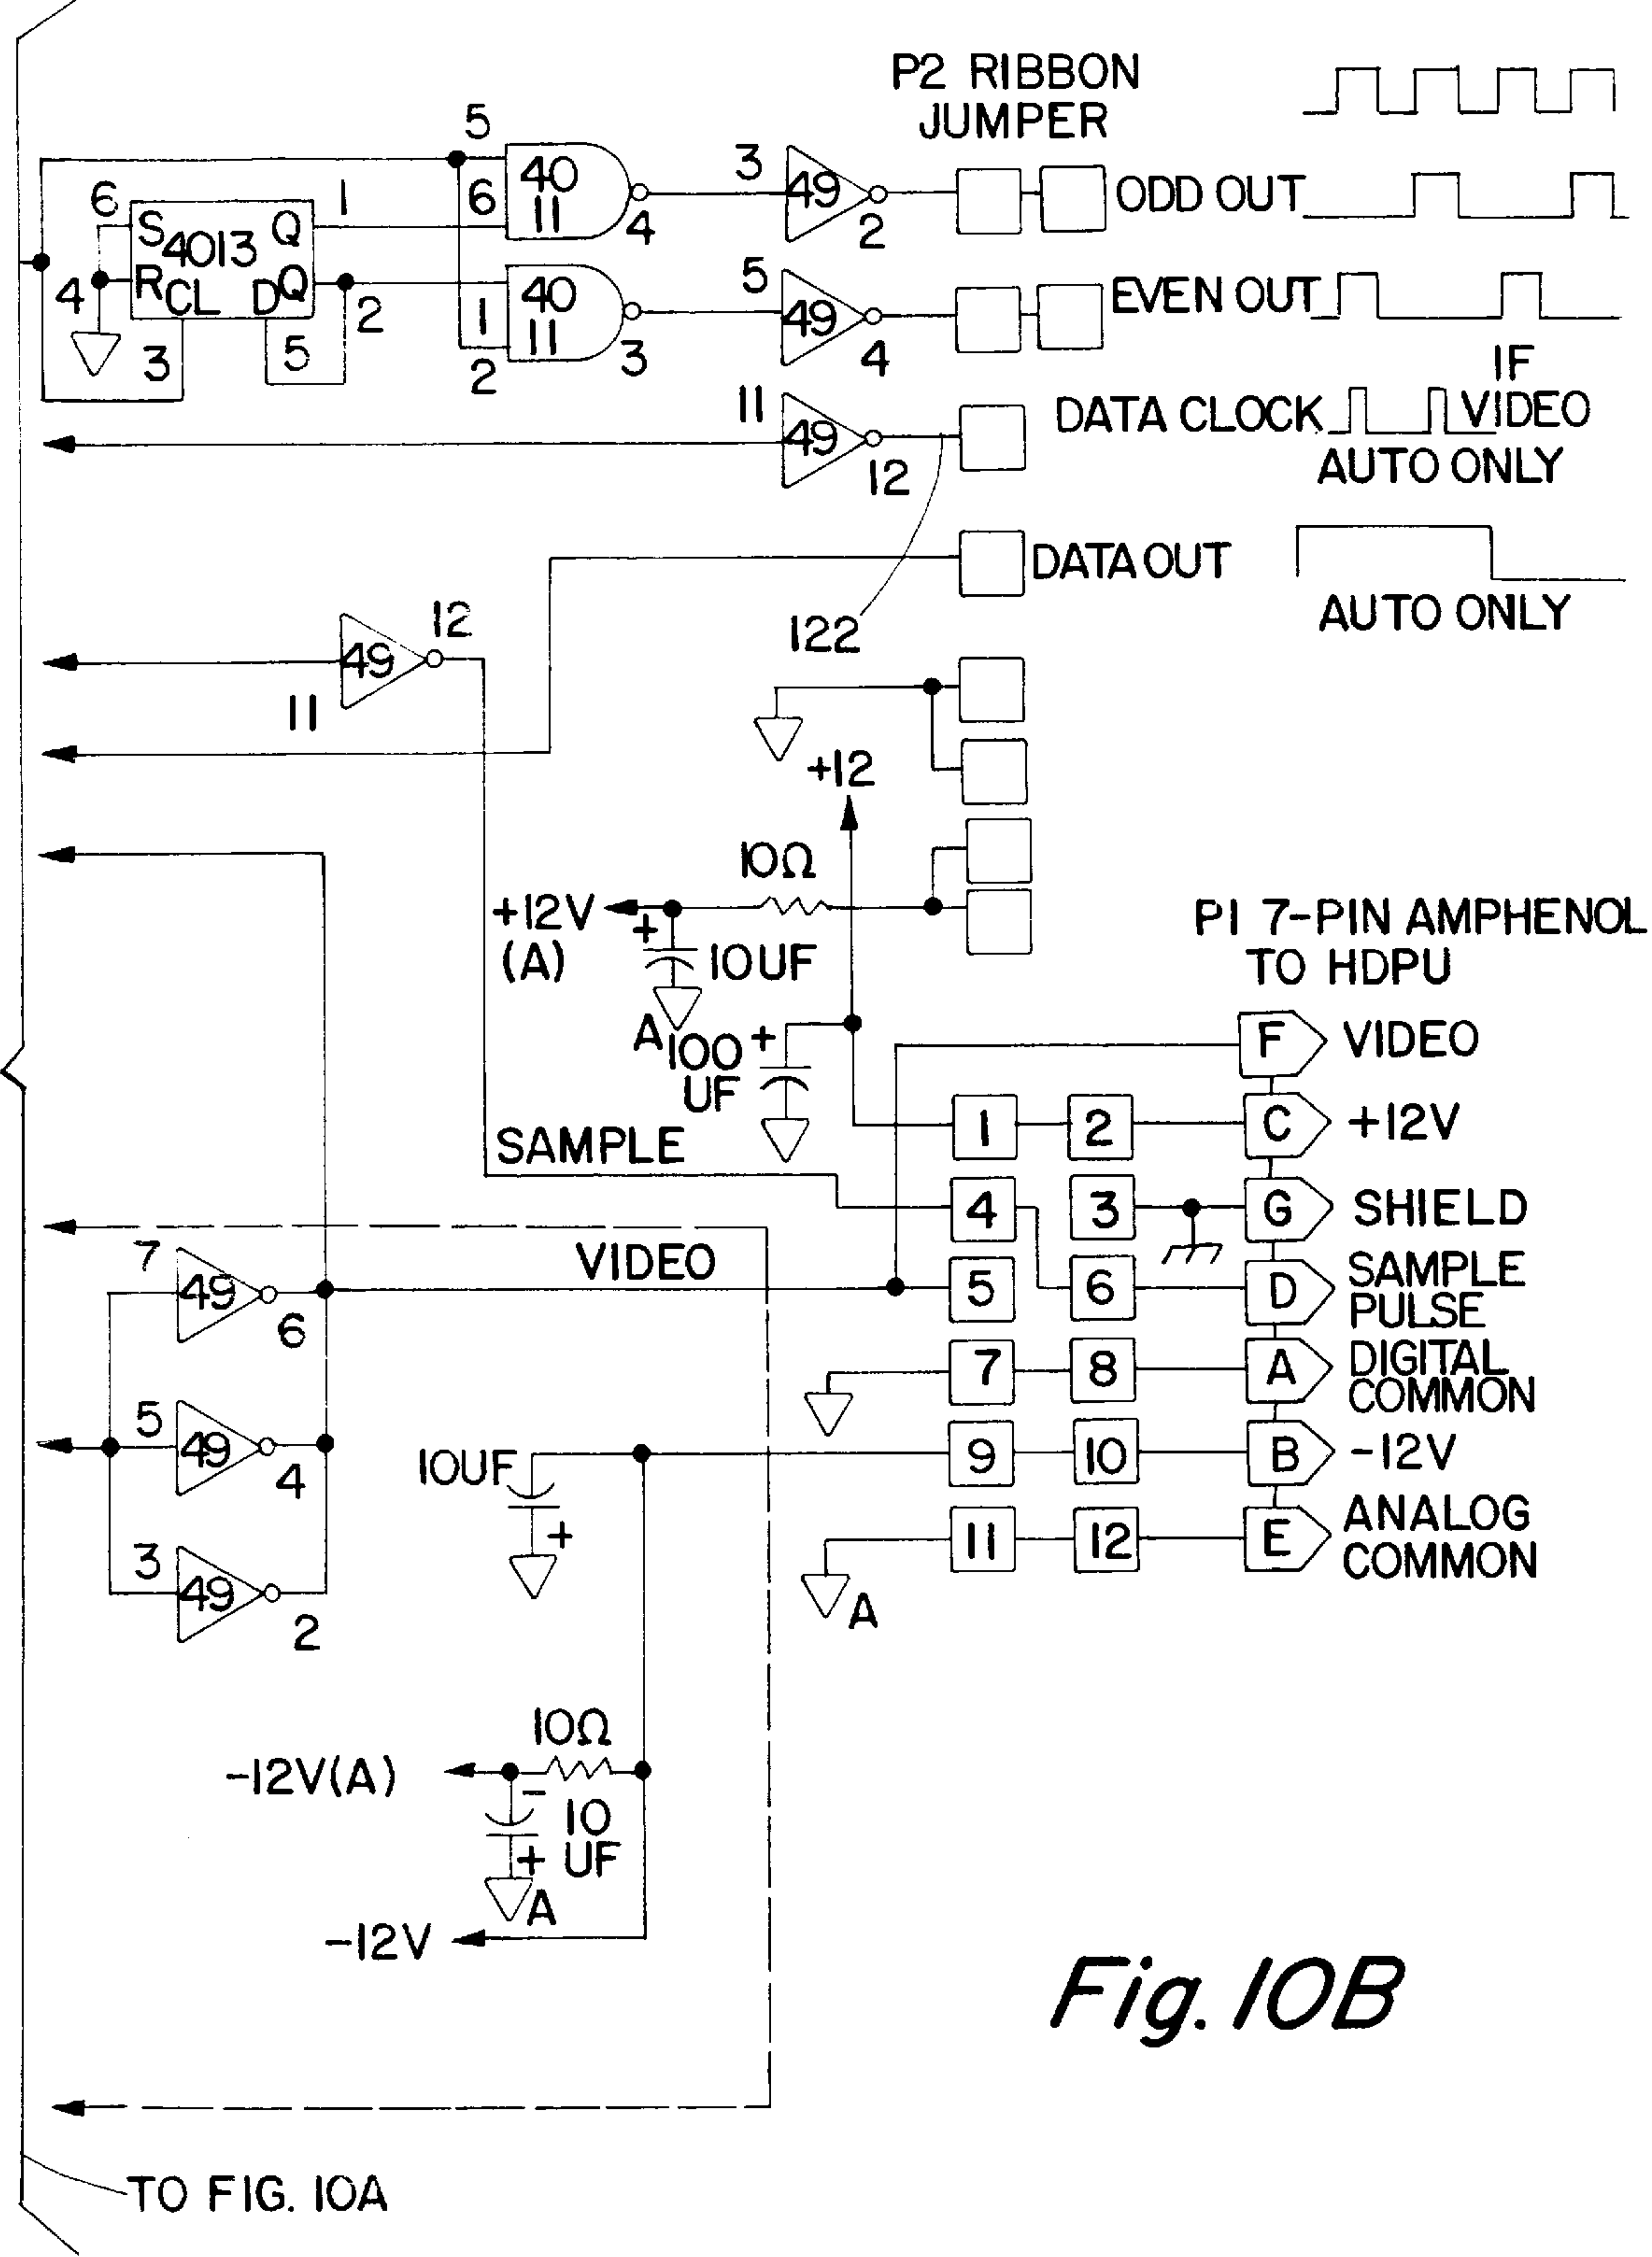 P2 RIBBON
JUMPER
5
40
11
6
4
3
49
2
ODD OUT
6
S
4013
Q
1
4
R
CL
D
Q
2
3
5
1
2
40
11
3
5
49
4
EVEN OUT
11
49
12
DATA CLOCK
IF
VIDEO
AUTO ONLY
DATA OUT
AUTO ONLY
122
12
49
11
+12
10Ω
+12V
(A)
+
10UF
A
100
UF
+
P1 7-PIN AMPHENOL
TO HDPU
F VIDEO
1 2 C +12V
SAMPLE
4 3 G SHIELD
VIDEO
5 6 D SAMPLE
PULSE
7 8 A DIGITAL
COMMON
9 10 B -12V
11 12 E ANALOG
COMMON
A
7
49
6
5
49
4
3
49
2
10UF
+
10Ω
-12V(A)
-
10
UF
+
A
-12V
Fig. 10B
TO FIG. 10A